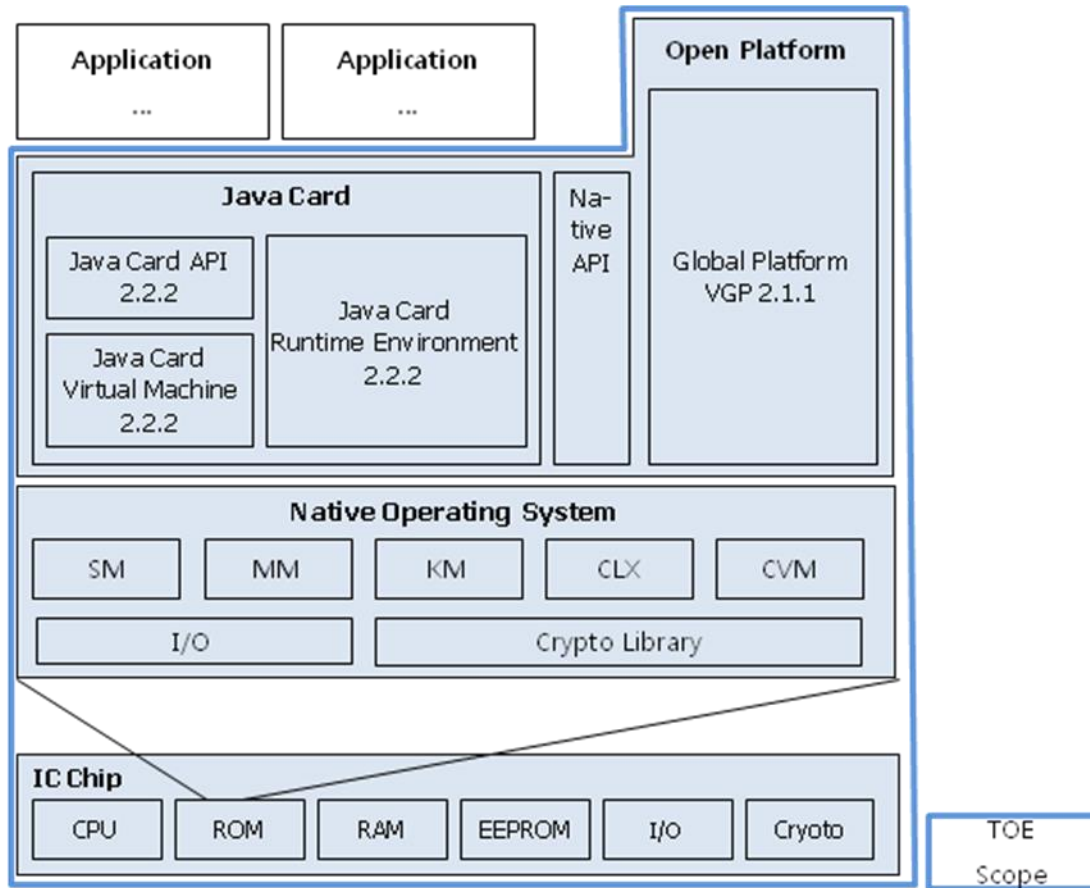 Application
...
Application
...
Open Platform
Java Card
Na-
tive
API
Java Card API
2.2.2
Java Card
Runtime Environment
2.2.2
Java Card
Virtual Machine
2.2.2
Global Platform
VGP 2.1.1
Native Operating System
SM
MM
KM
CLX
CVM
I/O
Crypto Library
IC Chip
CPU
ROM
RAM
EEPROM
I/O
Cryoto
TOE
Scope